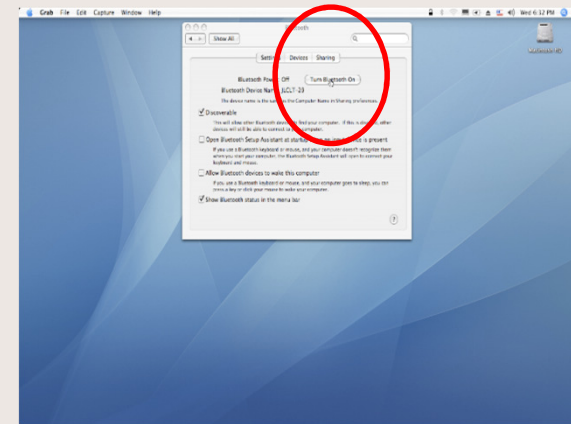 Grab File Edit Capture Window Help
Wed 6:32 PM
Bluetooth
Show All
Settings Devices Sharing
Bluetooth Power: Off Turn Bluetooth On
Bluetooth Device Name: JLCLT-23
The device name is the same as the Computer Name in Sharing preferences.
Discoverable
This will allow other Bluetooth devices to find your computer. If this is disabled, other
devices will still be able to connect to your computer.
Open Bluetooth Setup Assistant at startup when no input device is present
If you use a Bluetooth keyboard or mouse, and your computer doesn't recognize them
when you start your computer, the Bluetooth Setup Assistant will open to connect your
keyboard and mouse.
Allow Bluetooth devices to wake this computer
If you use a Bluetooth keyboard or mouse, and your computer goes to sleep, you can
press a key or click your mouse to wake your computer.
Show Bluetooth status in the menu bar
?